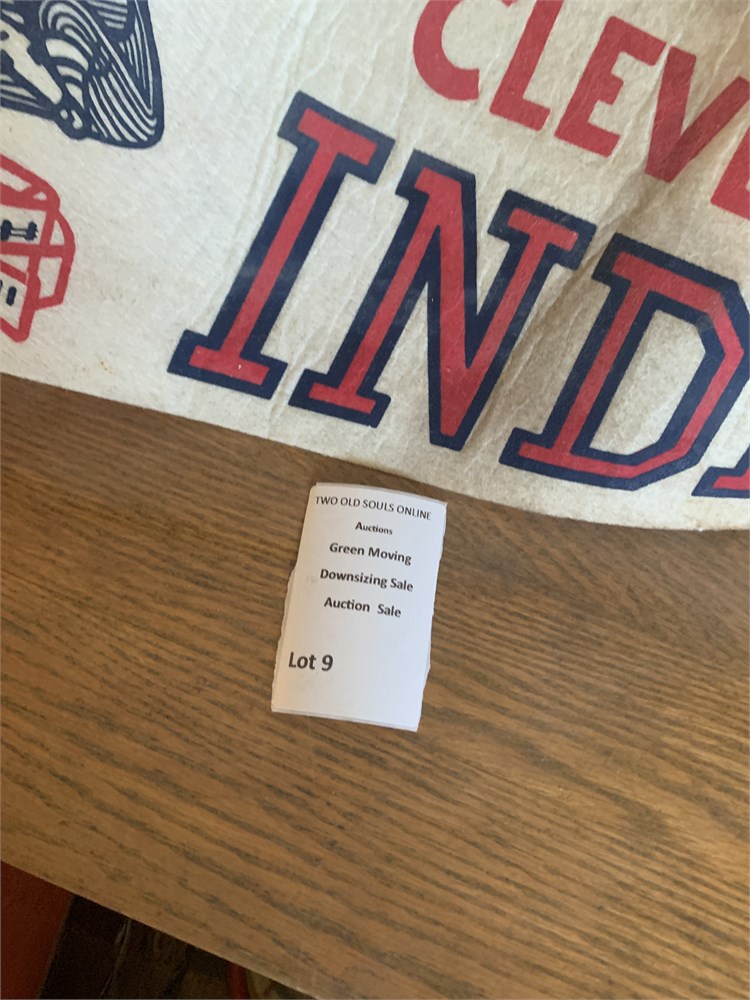 CLEV
IND
TWO OLD SOULS ONLINE
Auctions
Green Moving
Downsizing Sale
Auction Sale
Lot 9